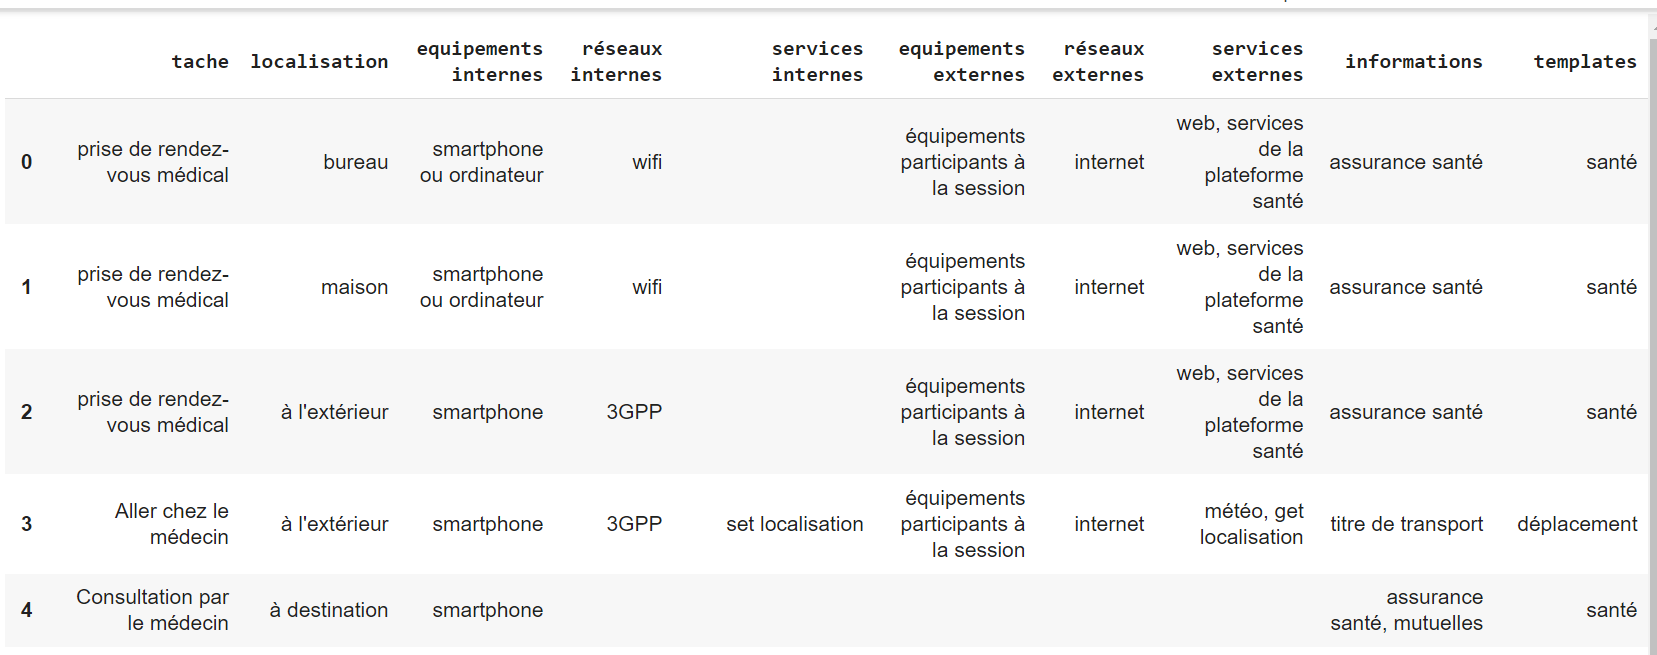 tache localisation equipements internes réseaux internes services internes equipements externes réseaux externes services externes informations templates
0 prise de rendez-vous médical bureau smartphone ou ordinateur wifi équipements participants à la session internet web, services de la plateforme santé assurance santé santé
1 prise de rendez-vous médical maison smartphone ou ordinateur wifi équipements participants à la session internet web, services de la plateforme santé assurance santé santé
2 prise de rendez-vous médical à l'extérieur smartphone 3GPP équipements participants à la session internet web, services de la plateforme santé assurance santé santé
3 Aller chez le médecin à l'extérieur smartphone 3GPP set localisation équipements participants à la session internet météo, get localisation titre de transport déplacement
4 Consultation par le médecin à destination smartphone assurance santé, mutuelles santé